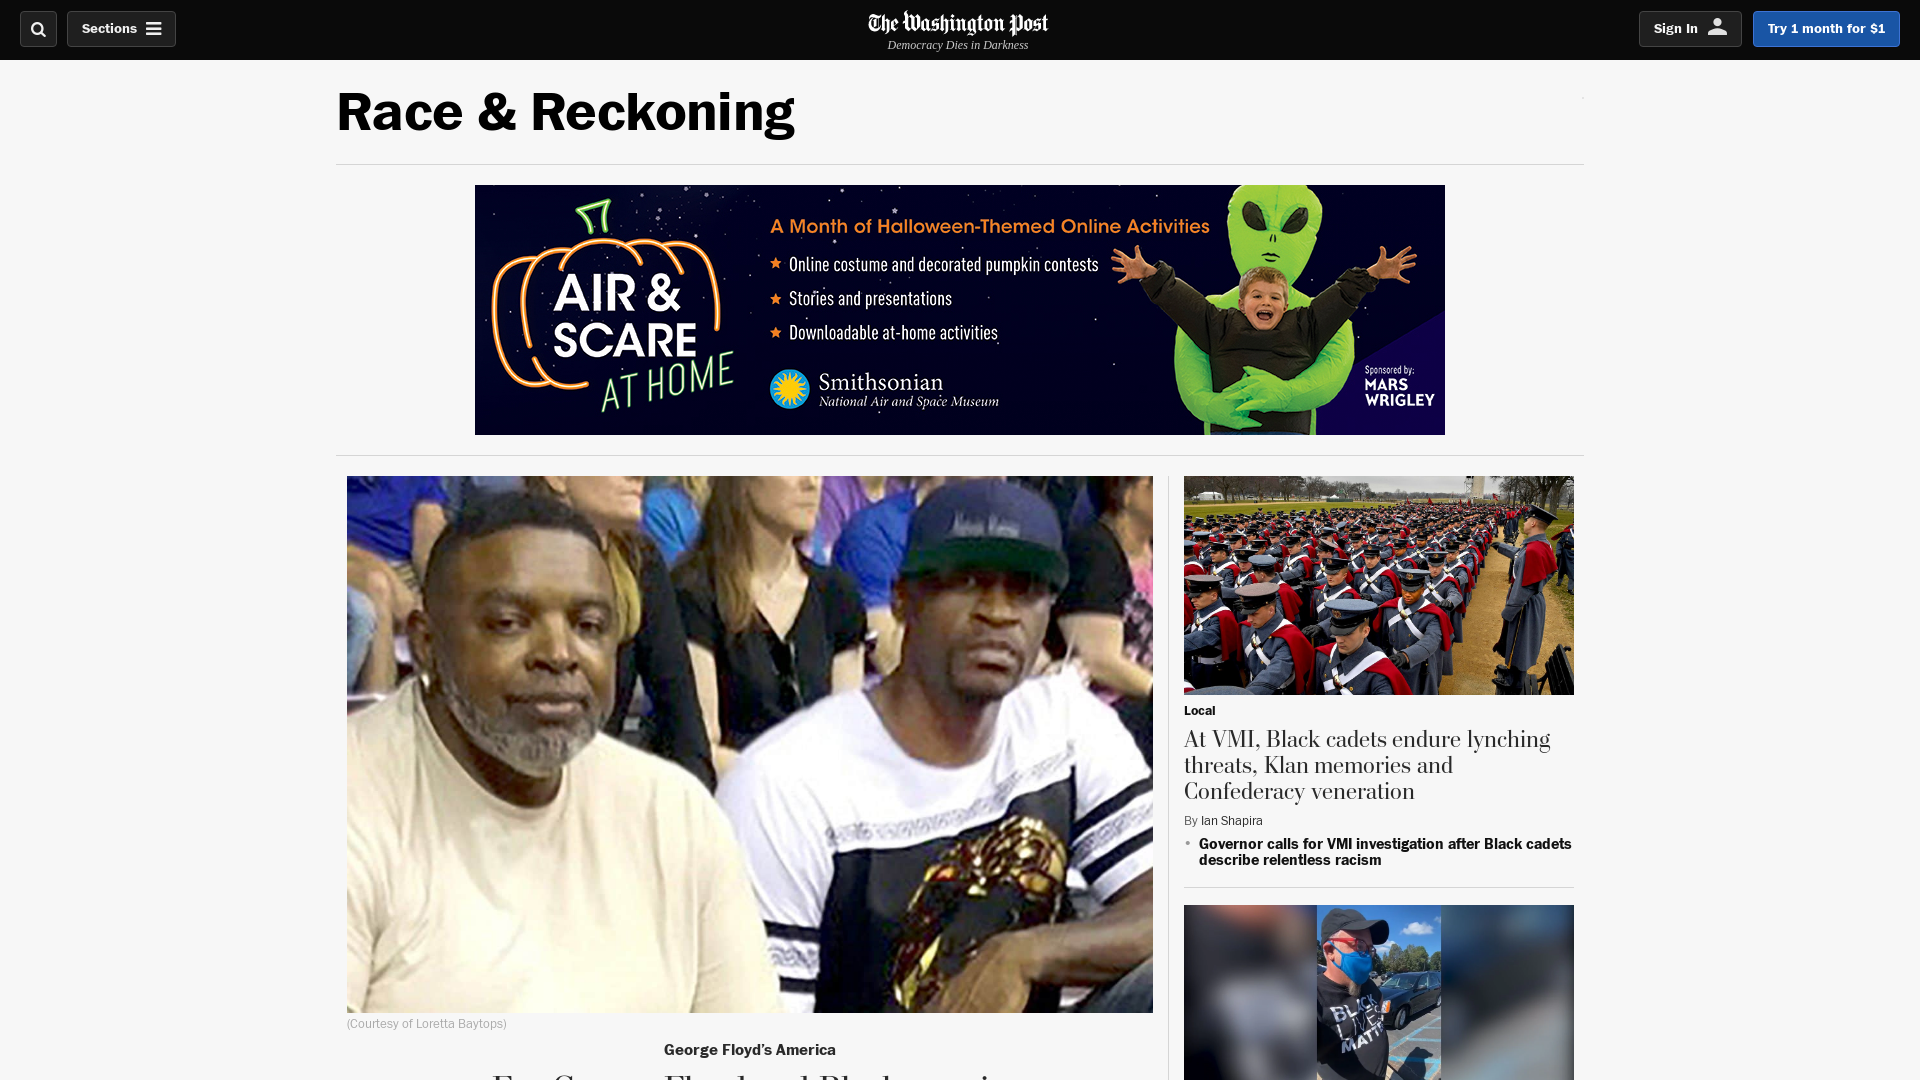 Sections
The Washington Post
Democracy Dies in Darkness
Sign In
Try 1 month for $1
Race & Reckoning
AIR &
SCARE
AT HOME
A Month of Halloween-Themed Online Activities
Online costume and decorated pumpkin contests
Stories and presentations
Downloadable at-home activities
Smithsonian
National Air and Space Museum
Sponsored by:
MARS
WRIGLEY
(Courtesy of Loretta Baytops)
George Floyd's America
Local
At VMI, Black cadets endure lynching
threats, Klan memories and
Confederacy veneration
By Ian Shapira
Governor calls for VMI investigation after Black cadets
describe relentless racism
BLACK
LIVES
MATTER